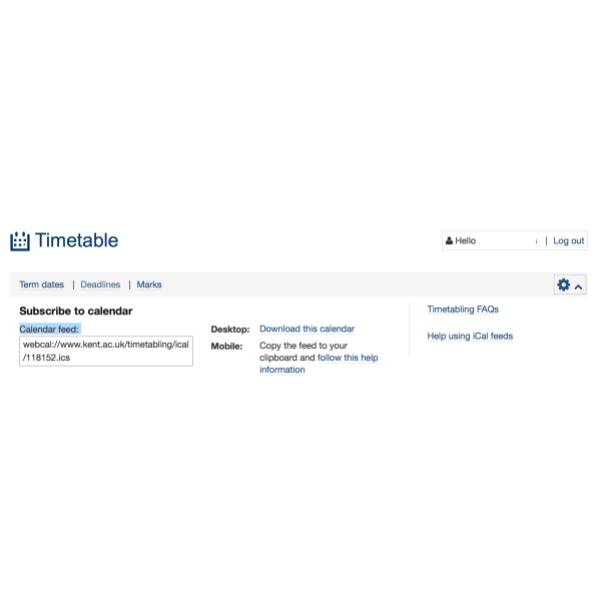 Timetable
Hello | Log out
Term dates | Deadlines | Marks
Subscribe to calendar
Calendar feed:
webcal://www.kent.ac.uk/timetabling/ical
/118152.ics
Desktop: Download this calendar
Mobile: Copy the feed to your
clipboard and follow this help
information
Timetabling FAQs
Help using iCal feeds